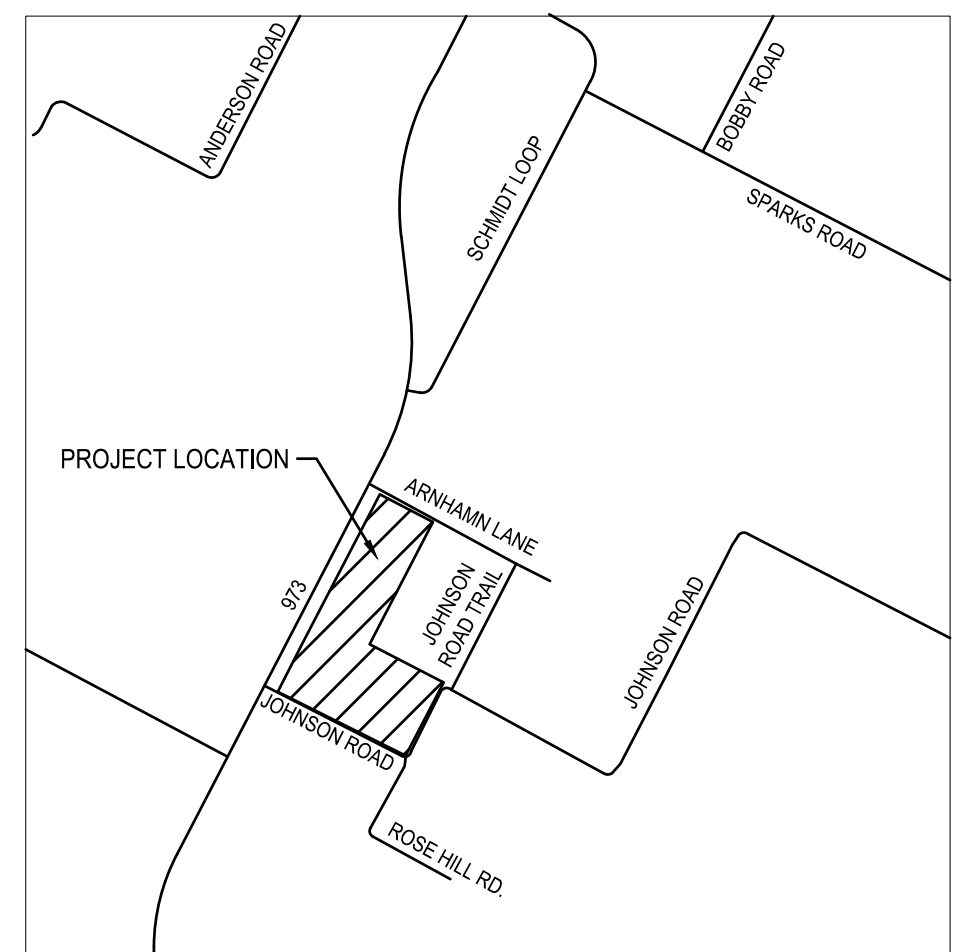 ANDERSON ROAD
BOBBY ROAD
SCHMIDT LOOP
SPARKS ROAD
PROJECT LOCATION
ARNHAMN LANE
973
JOHNSON
ROAD TRAIL
JOHNSON ROAD
JOHNSON ROAD
ROSE HILL RD.